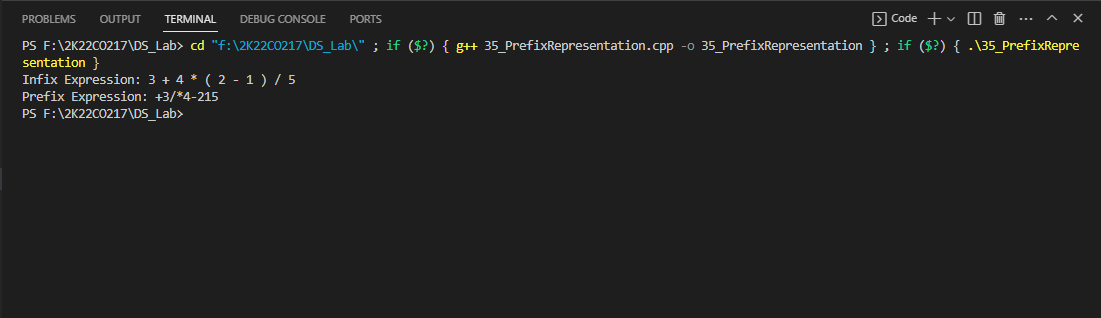 PROBLEMS OUTPUT TERMINAL DEBUG CONSOLE PORTS Code
PS F:\2K22CO217\DS_Lab> cd "f:\2K22CO217\DS_Lab\" ; if ($?) { g++ 35_PrefixRepresentation.cpp -o 35_PrefixRepresentation } ; if ($?) { .\35_PrefixRepre
sentation }
Infix Expression: 3 + 4 * ( 2 - 1 ) / 5
Prefix Expression: +3/*4-215
PS F:\2K22CO217\DS_Lab>